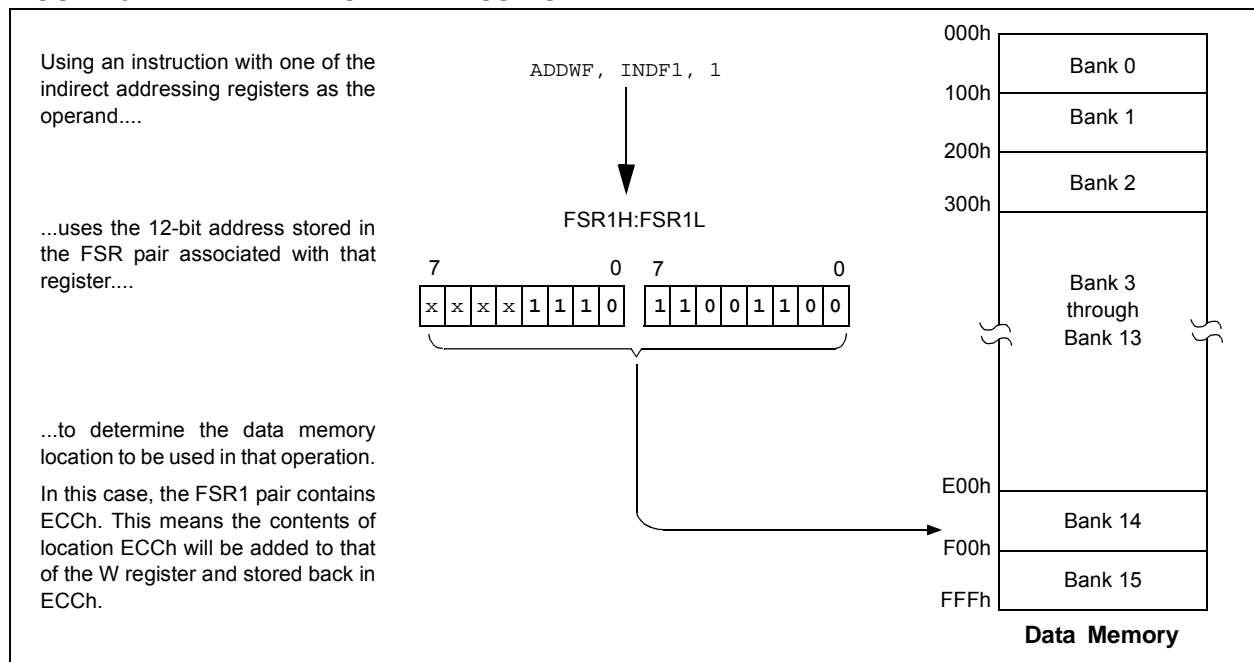 Using an instruction with one of the
indirect addressing registers as the
operand....
ADDWF, INDF1, 1
...uses the 12-bit address stored in
the FSR pair associated with that
register....
FSR1H:FSR1L
7 0 7 0
x x x x 1 1 1 0 1 1 0 0 1 1 0 0
...to determine the data memory
location to be used in that operation.
In this case, the FSR1 pair contains
ECCh. This means the contents of
location ECCh will be added to that
of the W register and stored back in
ECCh.
000h
Bank 0
100h
Bank 1
200h
Bank 2
300h
Bank 3
through
Bank 13
E00h
Bank 14
F00h
Bank 15
FFFh
Data Memory